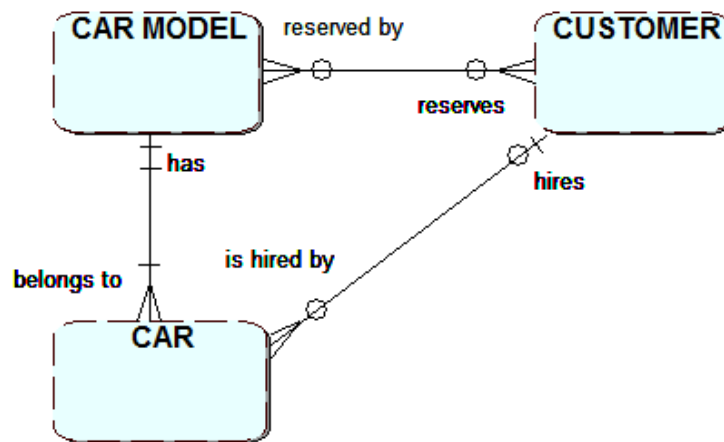 CAR MODEL
reserved by
CUSTOMER
reserves
has
hires
is hired by
belongs to
CAR